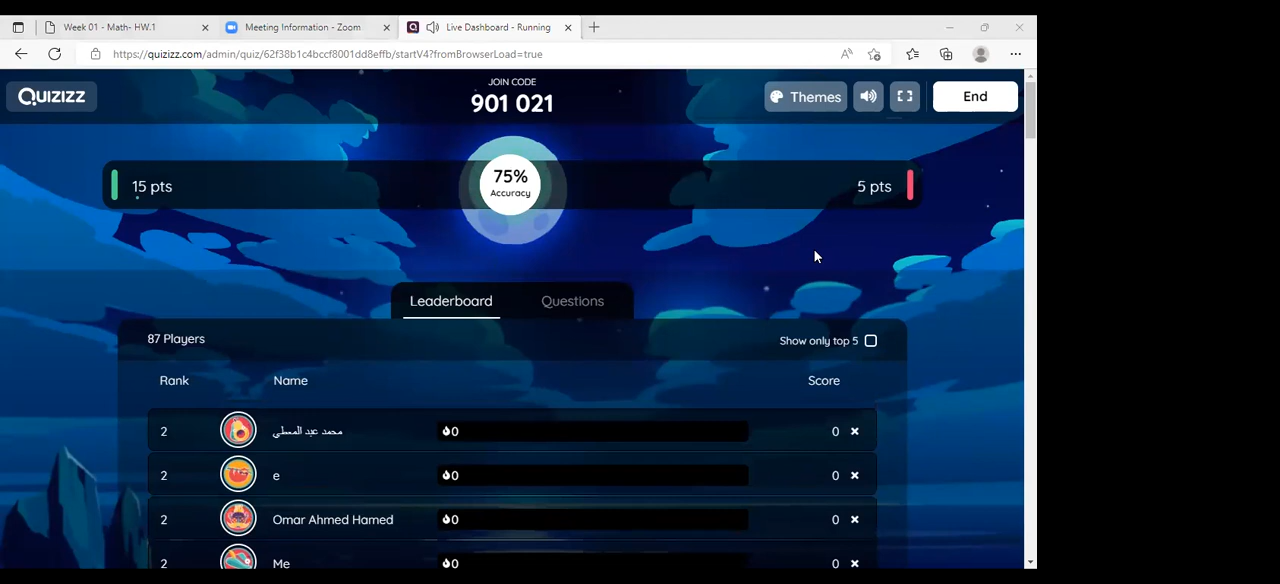 Week 01 - Math- HW.1
Meeting Information - Zoom
Live Dashboard - Running
https://quizizz.com/admin/quiz/62f38b1c4bccf8001dd8effb/startV4?fromBrowserLoad=true
QUIZIZZ
JOIN CODE
901 021
Themes
End
15 pts
75%
Accuracy
5 pts
Leaderboard
Questions
87 Players
Show only top 5
Rank
Name
Score
2 محمد عبد المعطي 0 0
2 e 0 0
2 Omar Ahmed Hamed 0 0
2 Me 0 0